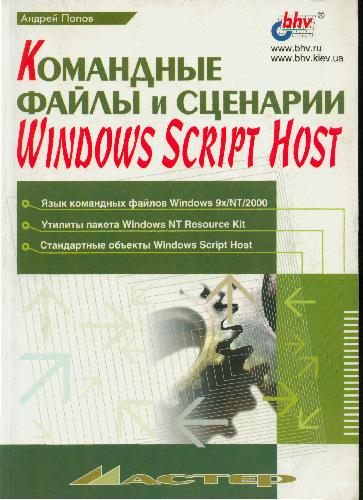 Андрей Попов
bhv®
www.bhv.ru
www.bhv.kiev.ua
Командные
файлы и сценарии
Windows Script Host
Язык командных файлов Windows 9x/NT/2000
Утилиты пакета Windows NT Resource Kit
Стандартные объекты Windows Script Host
Мастер